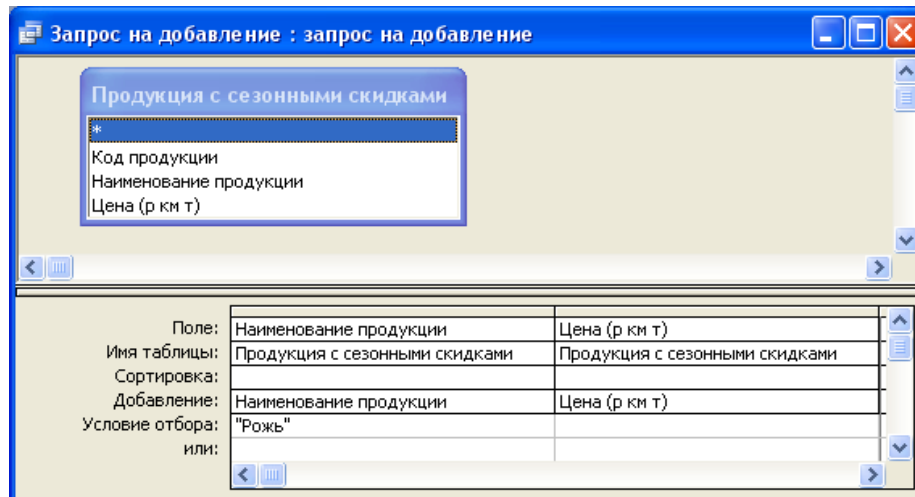 Запрос на добавление : запрос на добавление
Продукция с сезонными скидками
*
Код продукции
Наименование продукции
Цена (р км т)
Поле: Наименование продукции Цена (р км т)
Имя таблицы: Продукция с сезонными скидками Продукция с сезонными скидками
Сортировка:
Добавление: Наименование продукции Цена (р км т)
Условие отбора: "Рожь"
или: